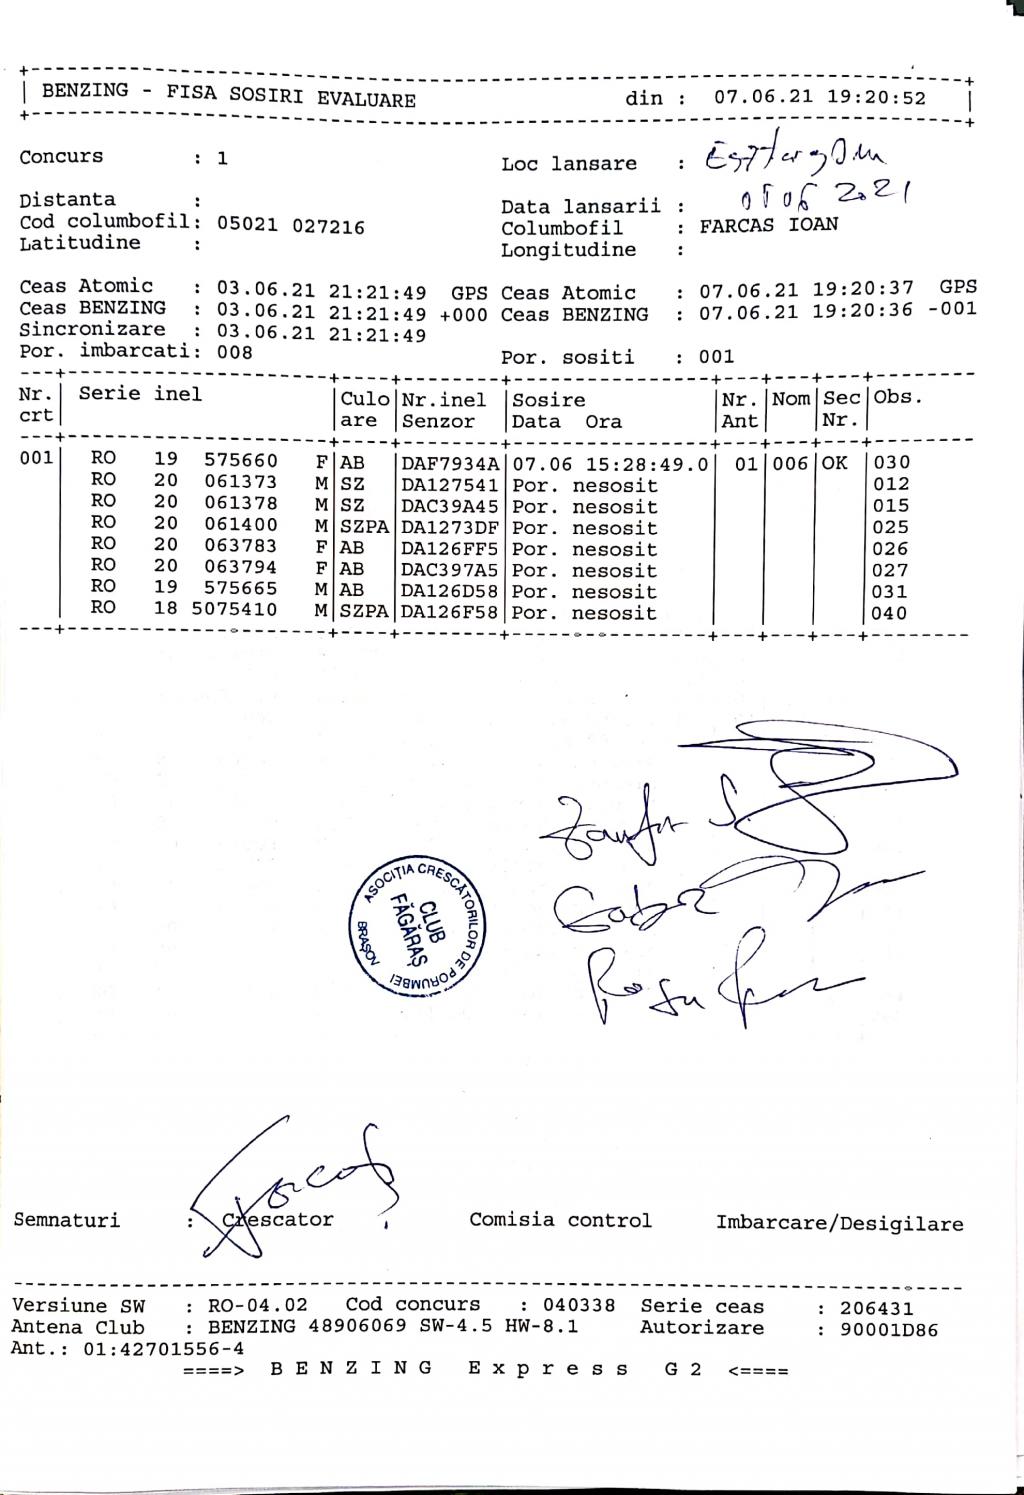 BENZING - FISA SOSIRI EVALUARE din : 07.06.21 19:20:52
Concurs : 1 Loc lansare :
Distanta : Data lansarii : 05 06 2021
Cod columbofil: 05021 027216 Columbofil : FARCAS IOAN
Latitudine : Longitudine :
Ceas Atomic : 03.06.21 21:21:49 GPS Ceas Atomic : 07.06.21 19:20:37 GPS
Ceas BENZING : 03.06.21 21:21:49 +000 Ceas BENZING : 07.06.21 19:20:36 -001
Sincronizare : 03.06.21 21:21:49
Por. imbarcati: 008 Por. sositi : 001
Nr. Serie inel Culo Nr.inel Sosire Nr. Nom Sec Obs.
crt are Senzor Data Ora Ant Nr.
001 RO 19 575660 F AB DAF7934A 07.06 15:28:49.0 01 006 OK 030
RO 20 061373 M SZ DA127541 Por. nesosit 012
RO 20 061378 M SZ DAC39A45 Por. nesosit 015
RO 20 061400 M SZPA DA1273DF Por. nesosit 025
RO 20 063783 F AB DA126FF5 Por. nesosit 026
RO 20 063794 F AB DAC397A5 Por. nesosit 027
RO 19 575665 M AB DA126D58 Por. nesosit 031
RO 18 5075410 M SZPA DA126F58 Por. nesosit 040
ASOCIȚIA CRESCĂTORILOR DE PORUMBEI
BRAȘOV
CLUB
FĂGĂRAȘ
Semnaturi : Crescator Comisia control Imbarcare/Desigilare
Versiune SW : RO-04.02 Cod concurs : 040338 Serie ceas : 206431
Antena Club : BENZING 48906069 SW-4.5 HW-8.1 Autorizare : 90001D86
Ant.: 01:42701556-4
====> B E N Z I N G E x p r e s s G 2 <====